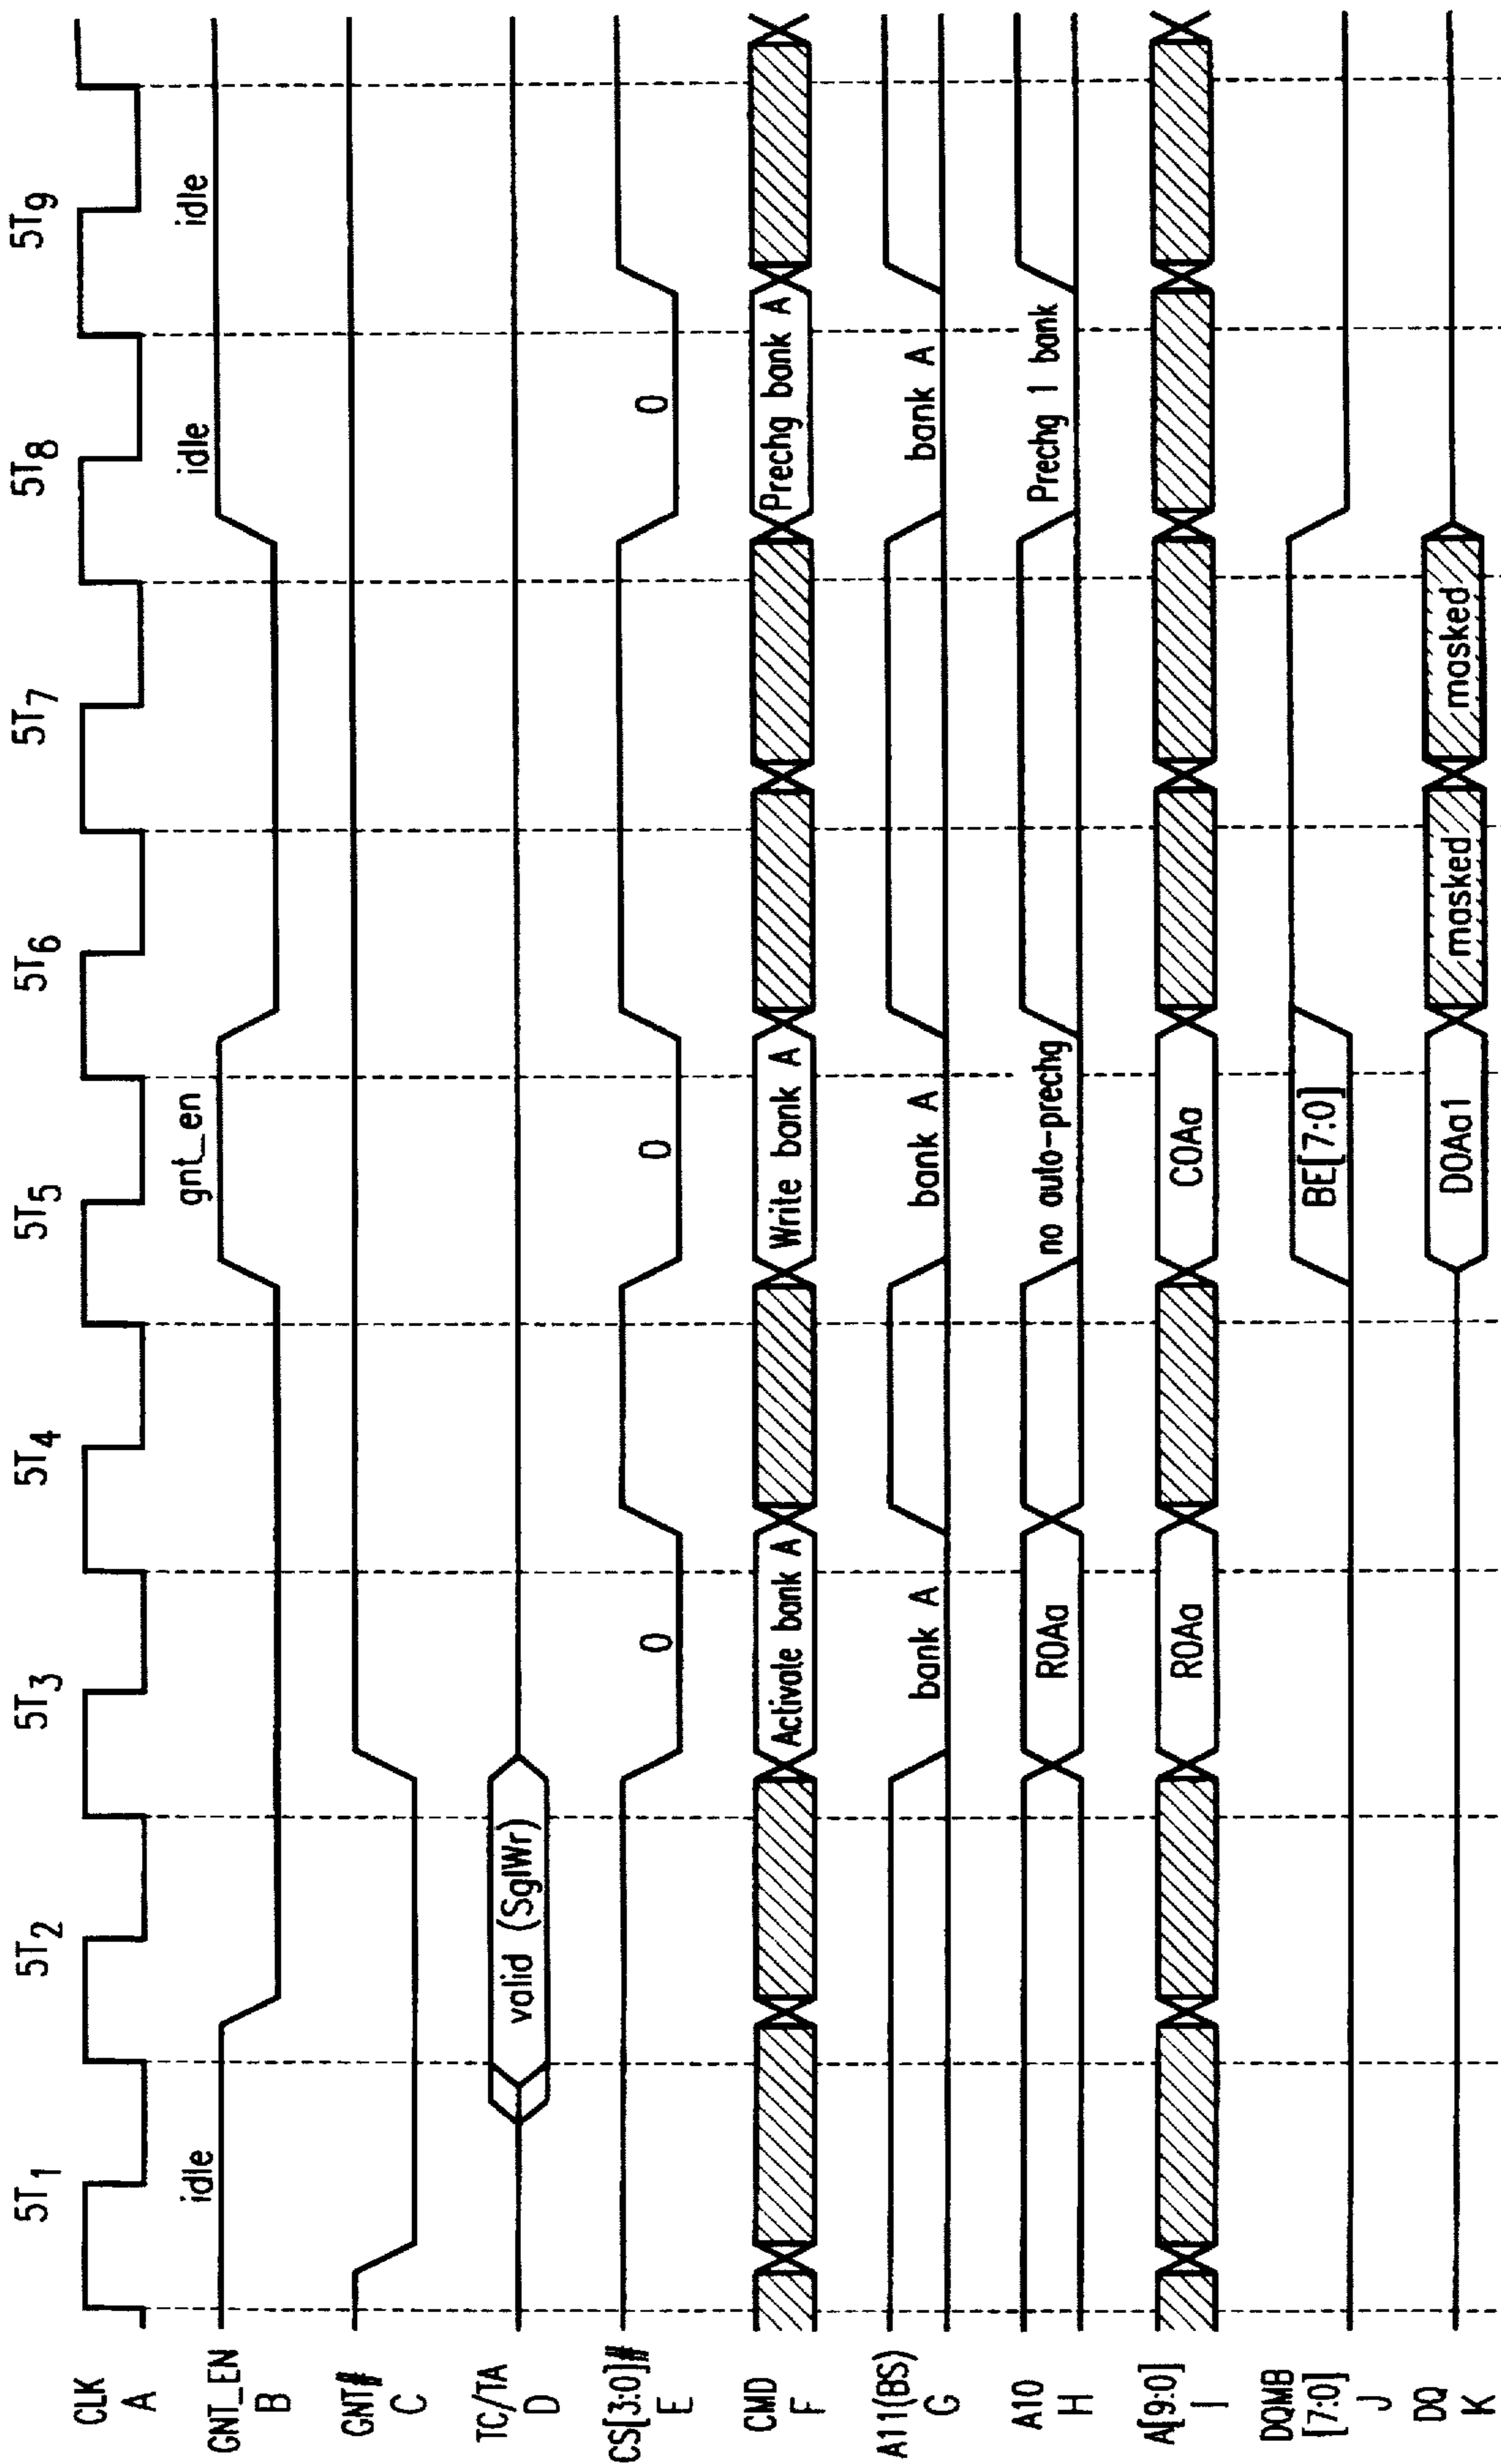 5T1 5T2 5T3 5T4 5T5 5T6 5T7 5T8 5T9
CLK
A
GNT_EN
B
idle gnt_en idle idle
GNT#
C
TC/TA
D
valid (SglWr)
CS[3:0]#
E
0 0 0
CMD
F
Activate bank A Write bank A Prechg bank A
A11(BS)
G
bank A bank A bank A
A10
H
ROAa no auto-prechg Prechg 1 bank
A[9:0]
I
ROAa COAa
DQMB
[7:0]
J
BE[7:0]
DQ
K
DOAa1 masked masked